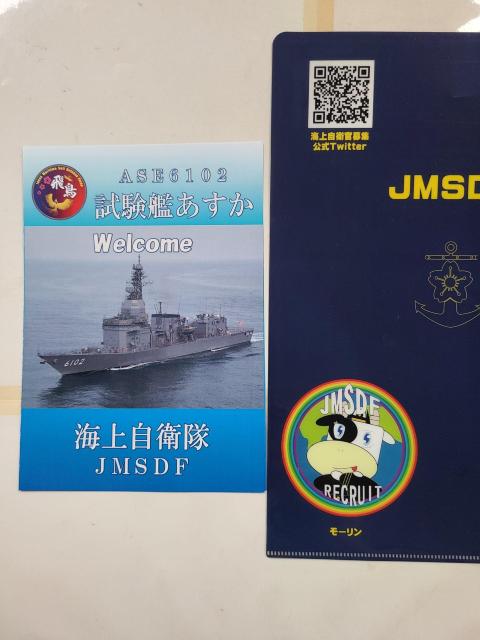 飛鳥
ASE6102
試験艦あすか
Welcome
6102
海上自衛隊
JMSDF
海上自衛官募集
公式Twitter
JMSD
JMSDF
RECRUIT
モーリン